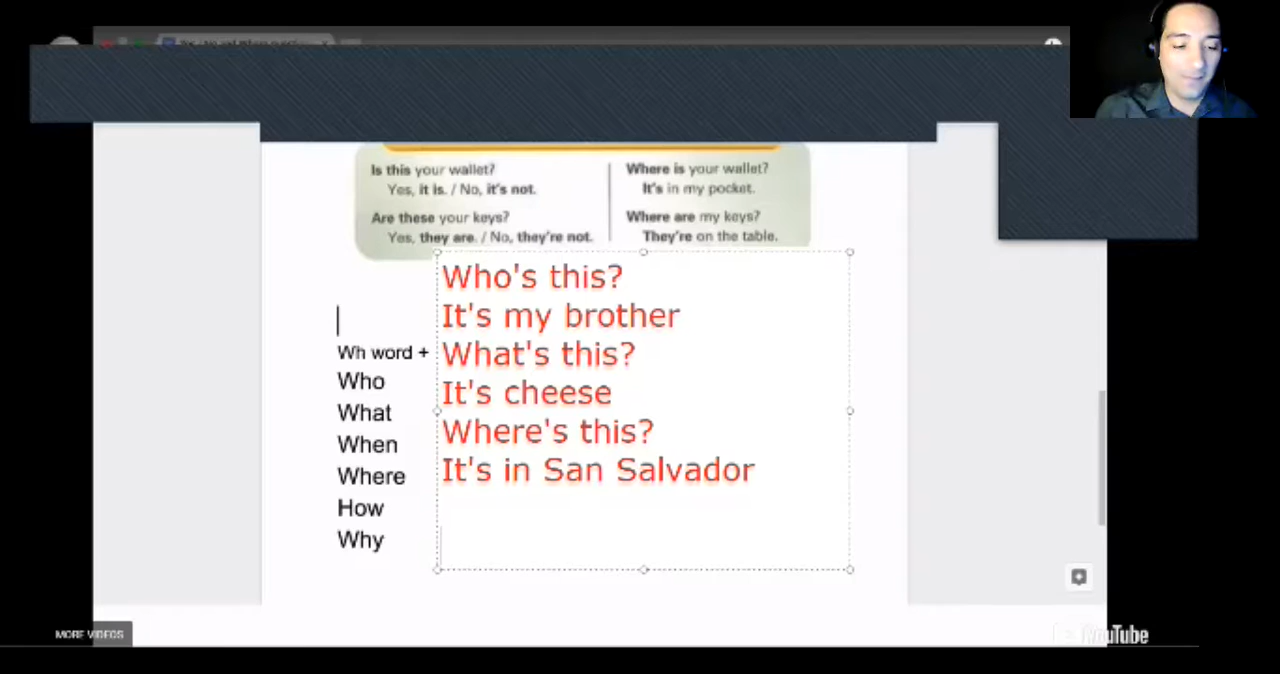 Is this your wallet?
Yes, it is. / No, it's not.
Are these your keys?
Yes, they are. / No, they're not.
Where is your wallet?
It's in my pocket.
Where are my keys?
They're on the table.
Who's this?
It's my brother
What's this?
It's cheese
Where's this?
It's in San Salvador
Wh word +
Who
What
When
Where
How
Why
MORE VIDEOS
YouTube